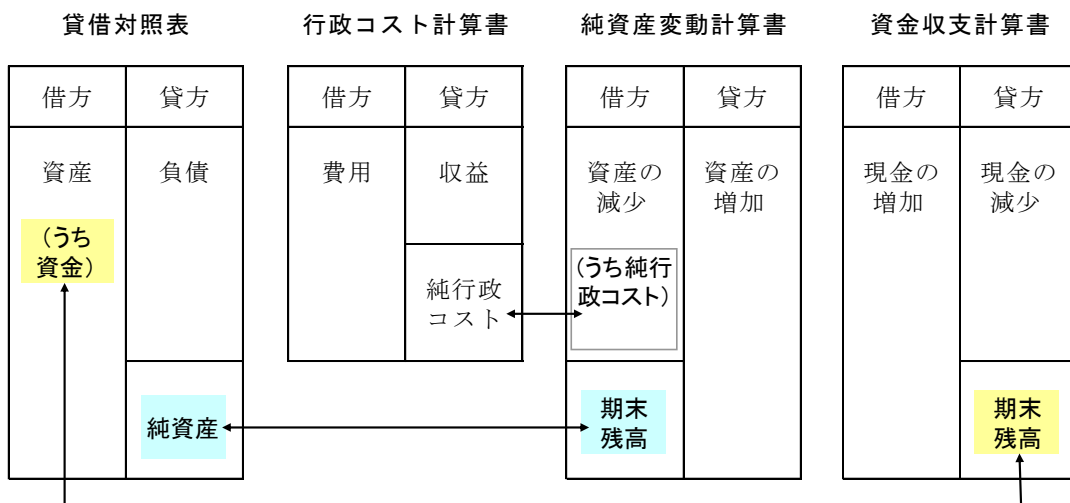 貸借対照表
借方
貸方
資産
(うち
資金)
負債
純資産
行政コスト計算書
借方
貸方
費用
収益
純行政
コスト
純資産変動計算書
借方
貸方
資産の
減少
(うち純行
政コスト)
期末
残高
資産の
増加
資金収支計算書
借方
貸方
現金の
増加
現金の
減少
期末
残高